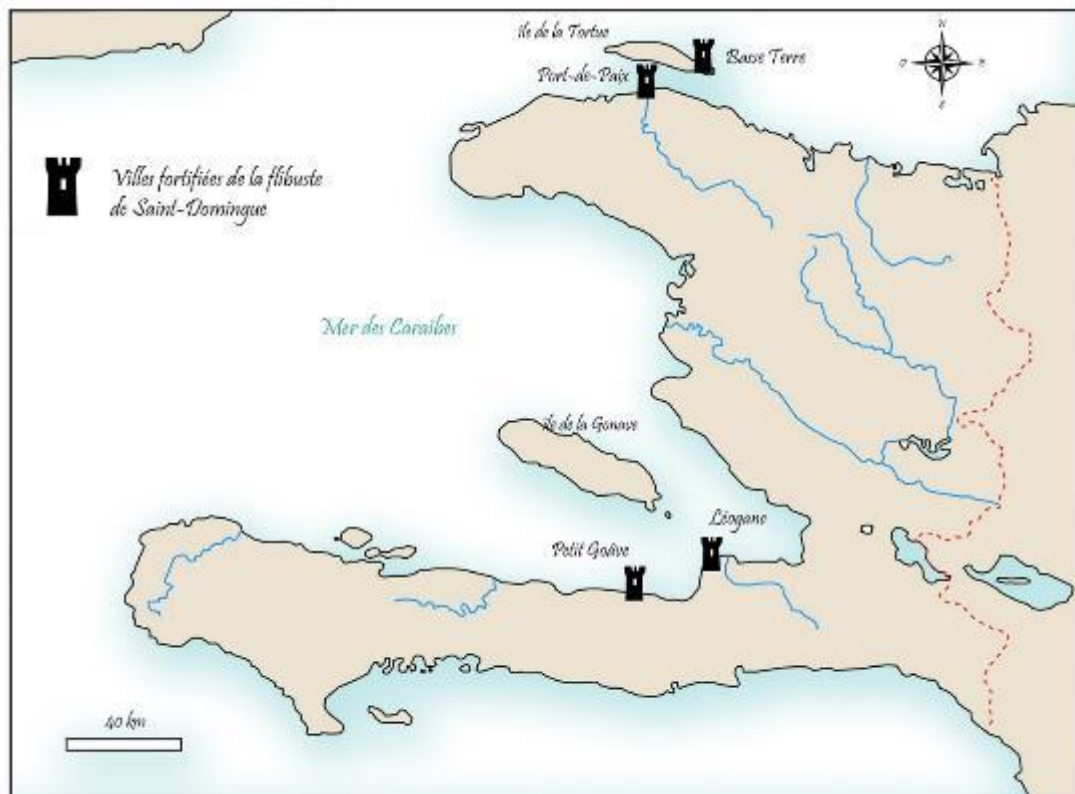 île de la Tortue
Basse Terre
Port-de-Paix
N
O
E
Villes fortifiées de la flibuste
de Saint-Domingue
Mer des Caraïbes
île de la Gonave
Léogane
Petit Goâve
40 km